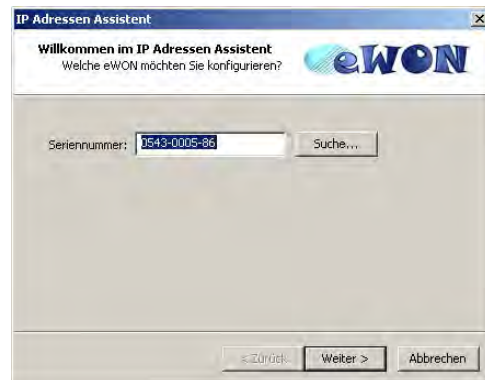 IP Adressen Assistent
Willkommen im IP Adressen Assistent
Welche eWON möchten Sie konfigurieren?
eWON
Seriennummer: 0543-0005-86 Suche...
< Zurück Weiter > Abbrechen